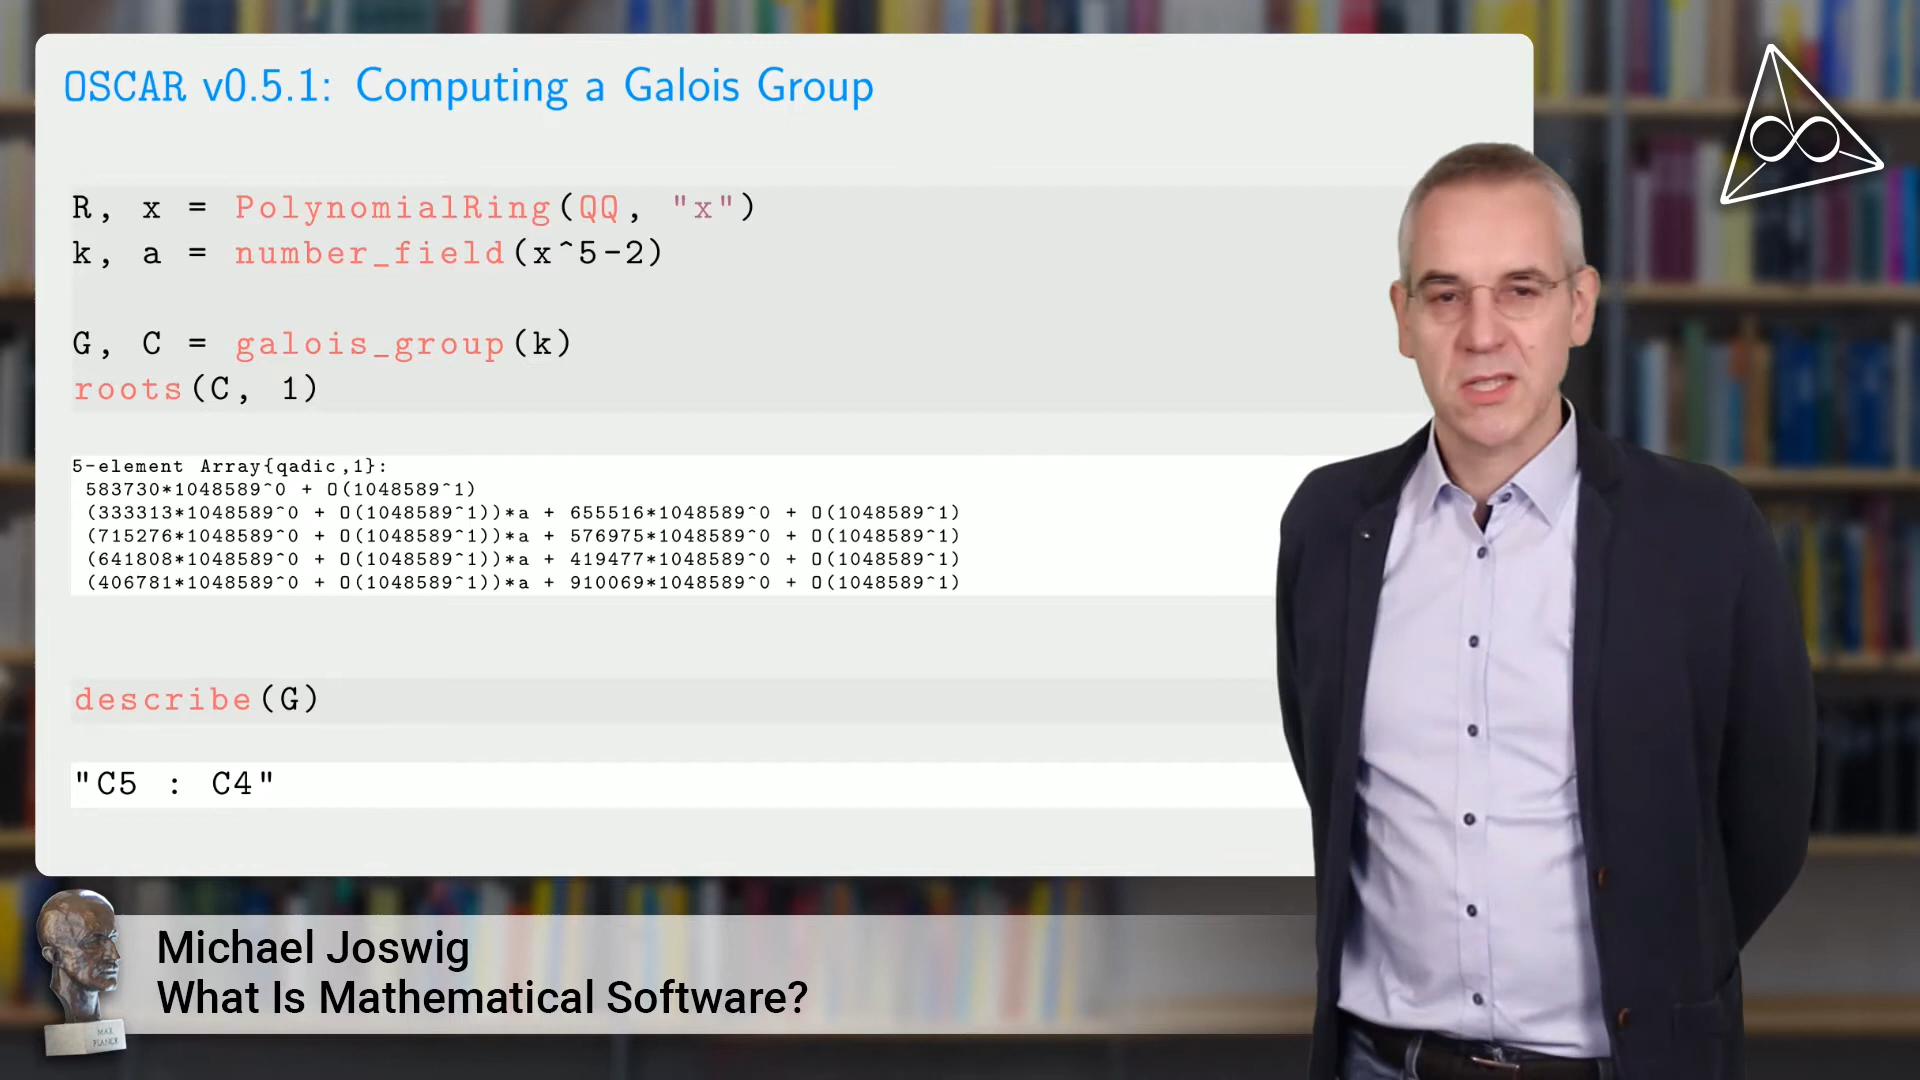 OSCAR v0.5.1: Computing a Galois Group
R, x = PolynomialRing(QQ, "x")
k, a = number_field(x^5-2)
G, C = galois_group(k)
roots(C, 1)
5-element Array{qadic,1}:
583730*1048589^0 + O(1048589^1)
(333313*1048589^0 + O(1048589^1))*a + 655516*1048589^0 + O(1048589^1)
(715276*1048589^0 + O(1048589^1))*a + 576975*1048589^0 + O(1048589^1)
(641808*1048589^0 + O(1048589^1))*a + 419477*1048589^0 + O(1048589^1)
(406781*1048589^0 + O(1048589^1))*a + 910069*1048589^0 + O(1048589^1)
describe(G)
"C5 : C4"
Michael Joswig
What Is Mathematical Software?
MAX
PLANCK